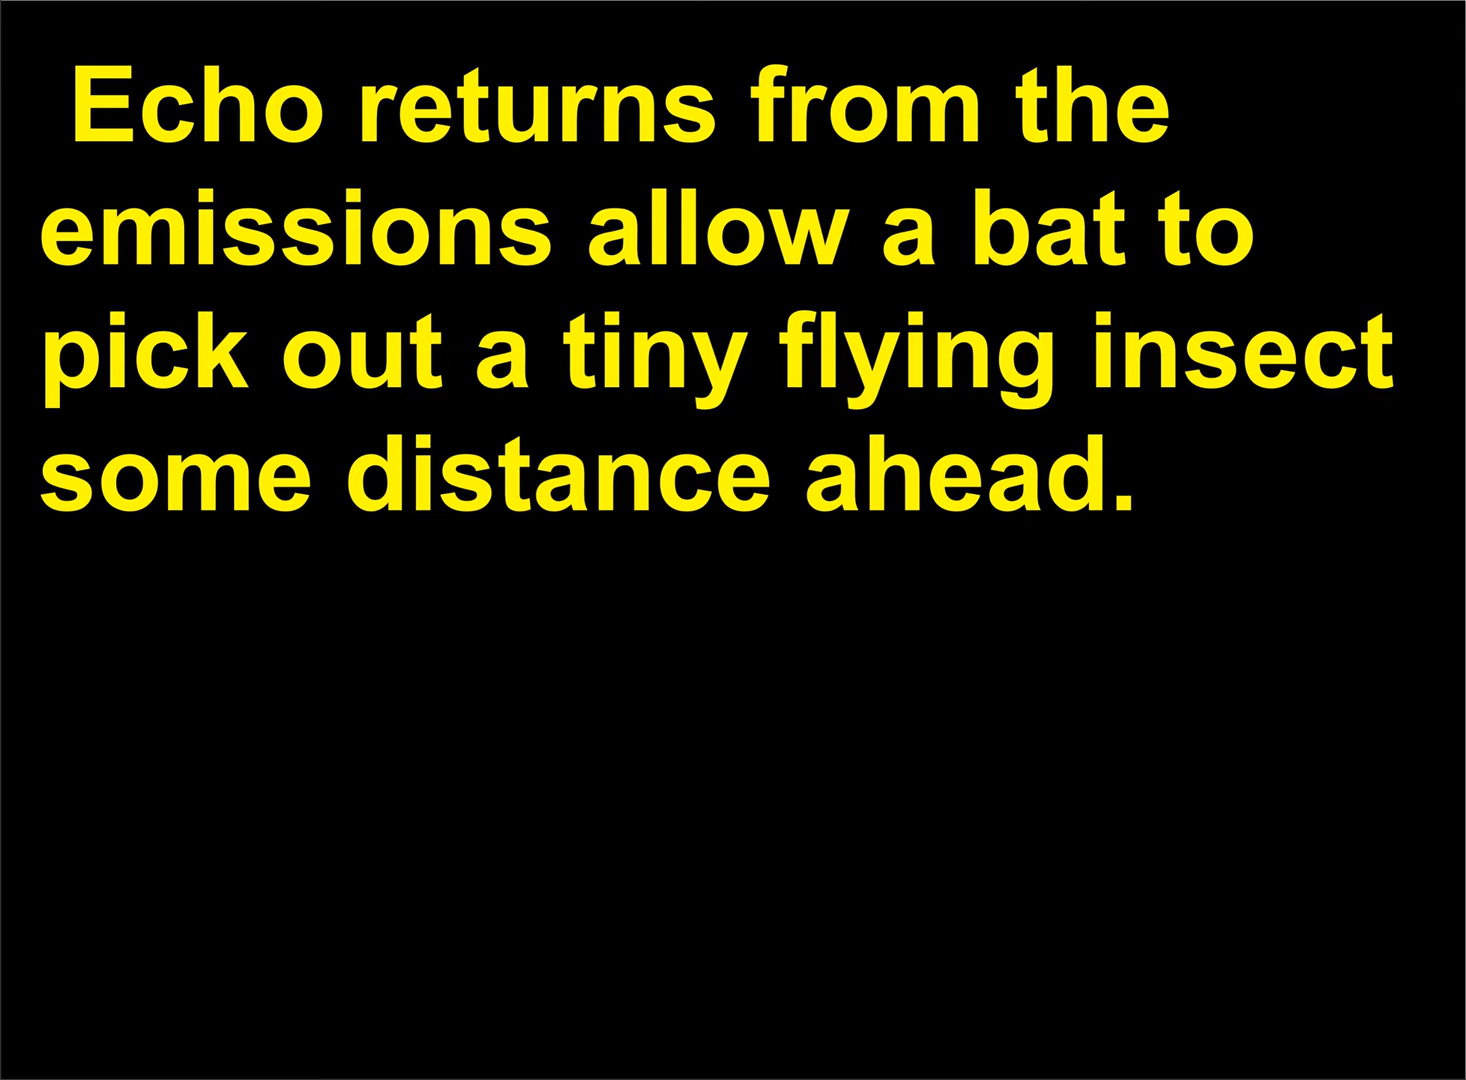 Echo returns from the
emissions allow a bat to
pick out a tiny flying insect
some distance ahead.